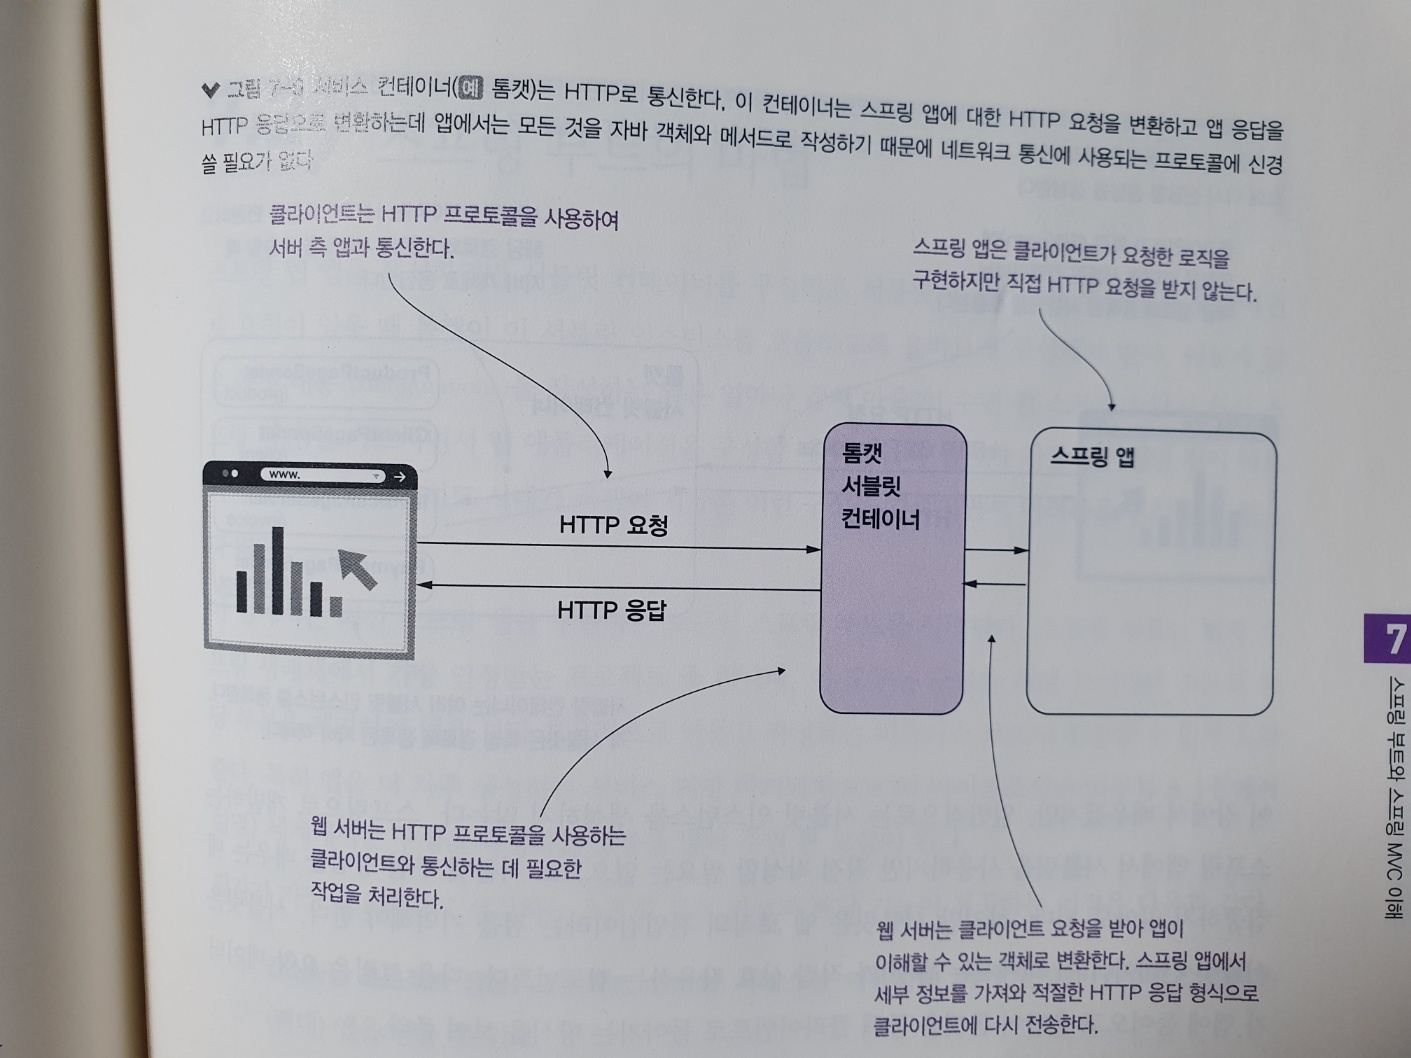 그림 7-6 서비스 컨테이너(예 톰캣)는 HTTP로 통신한다. 이 컨테이너는 스프링 앱에 대한 HTTP 요청을 변환하고 앱 응답을
HTTP 응답으로 변환하는데 앱에서는 모든 것을 자바 객체와 메서드로 작성하기 때문에 네트워크 통신에 사용되는 프로토콜에 신경
쓸 필요가 없다
클라이언트는 HTTP 프로토콜을 사용하여
서버 측 앱과 통신한다.
스프링 앱은 클라이언트가 요청한 로직을
구현하지만 직접 HTTP 요청을 받지 않는다.
www.
HTTP 요청
HTTP 응답
톰캣
서블릿
컨테이너
스프링 앱
웹 서버는 HTTP 프로토콜을 사용하는
클라이언트와 통신하는 데 필요한
작업을 처리한다.
웹 서버는 클라이언트 요청을 받아 앱이
이해할 수 있는 객체로 변환한다. 스프링 앱에서
세부 정보를 가져와 적절한 HTTP 응답 형식으로
클라이언트에 다시 전송한다.
7
스프링 부트와 스프링 MVC 이해